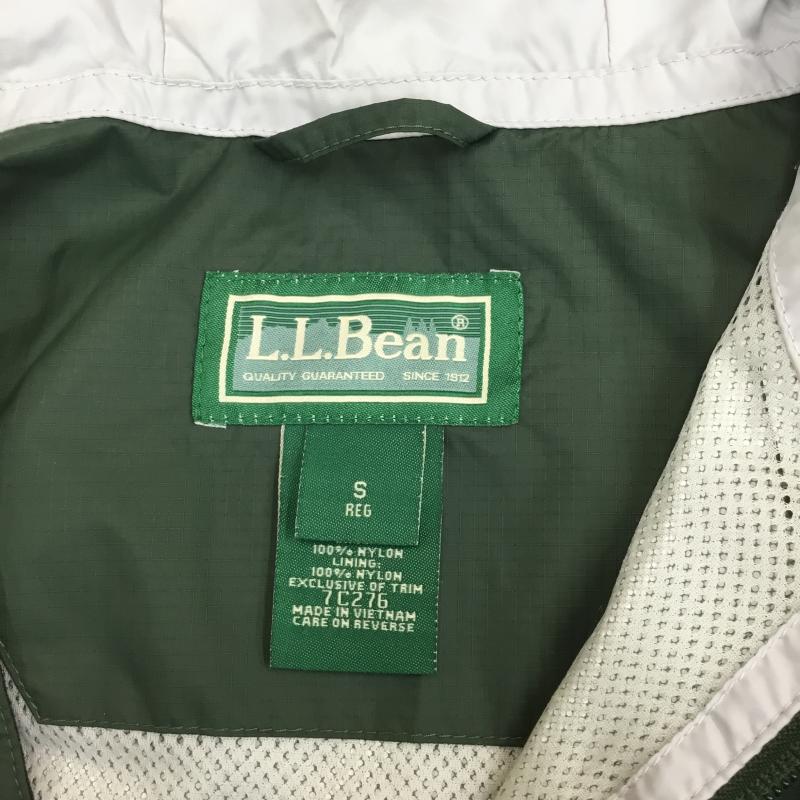 L.L.Bean®
QUALITY GUARANTEED SINCE 1912
S
REG
100% NYLON
LINING:
100% NYLON
EXCLUSIVE OF TRIM
7C276
MADE IN VIETNAM
CARE ON REVERSE